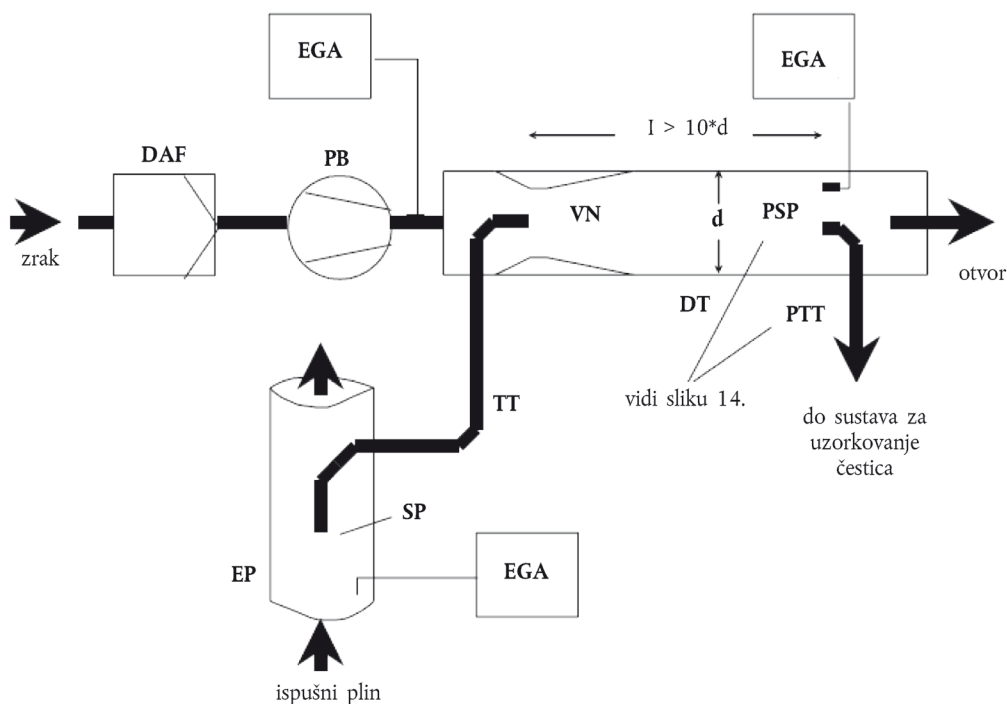 EGA
EGA
l > 10*d
DAF
PB
zrak
VN
d
PSP
otvor
DT
PTT
TT
vidi sliku 14.
do sustava za
uzorkovanje
čestica
SP
EP
EGA
ispušni plin